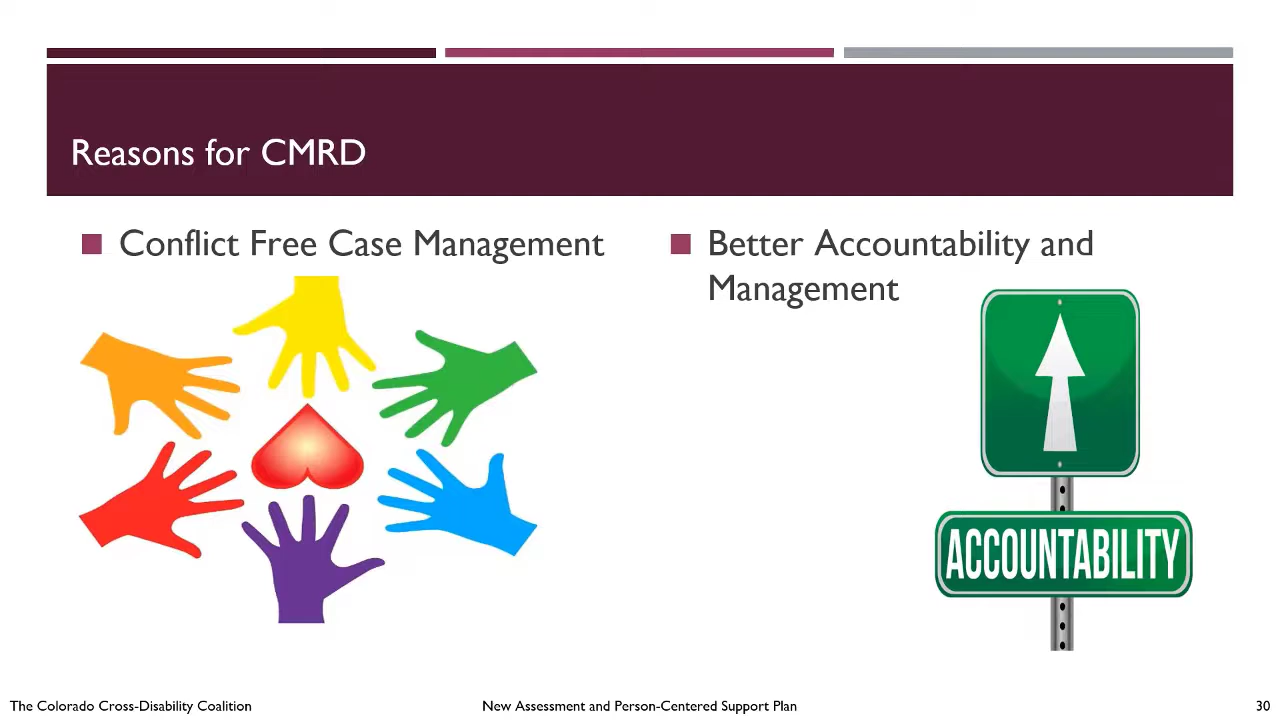 Reasons for CMRD
Conflict Free Case Management
Better Accountability and
Management
ACCOUNTABILITY
The Colorado Cross-Disability Coalition
New Assessment and Person-Centered Support Plan
30